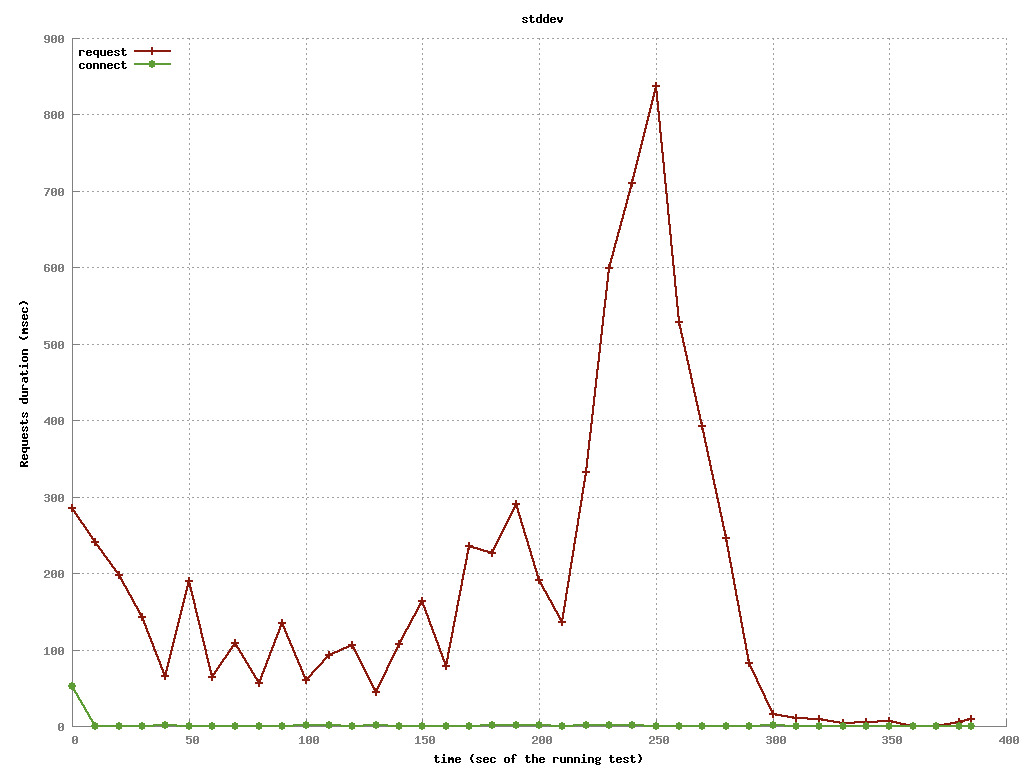 stddev
900
request
connect
800
700
600
500
400
300
200
100
0
Requests duration (msec)
0 50 100 150 200 250 300 350 400
time (sec of the running test)